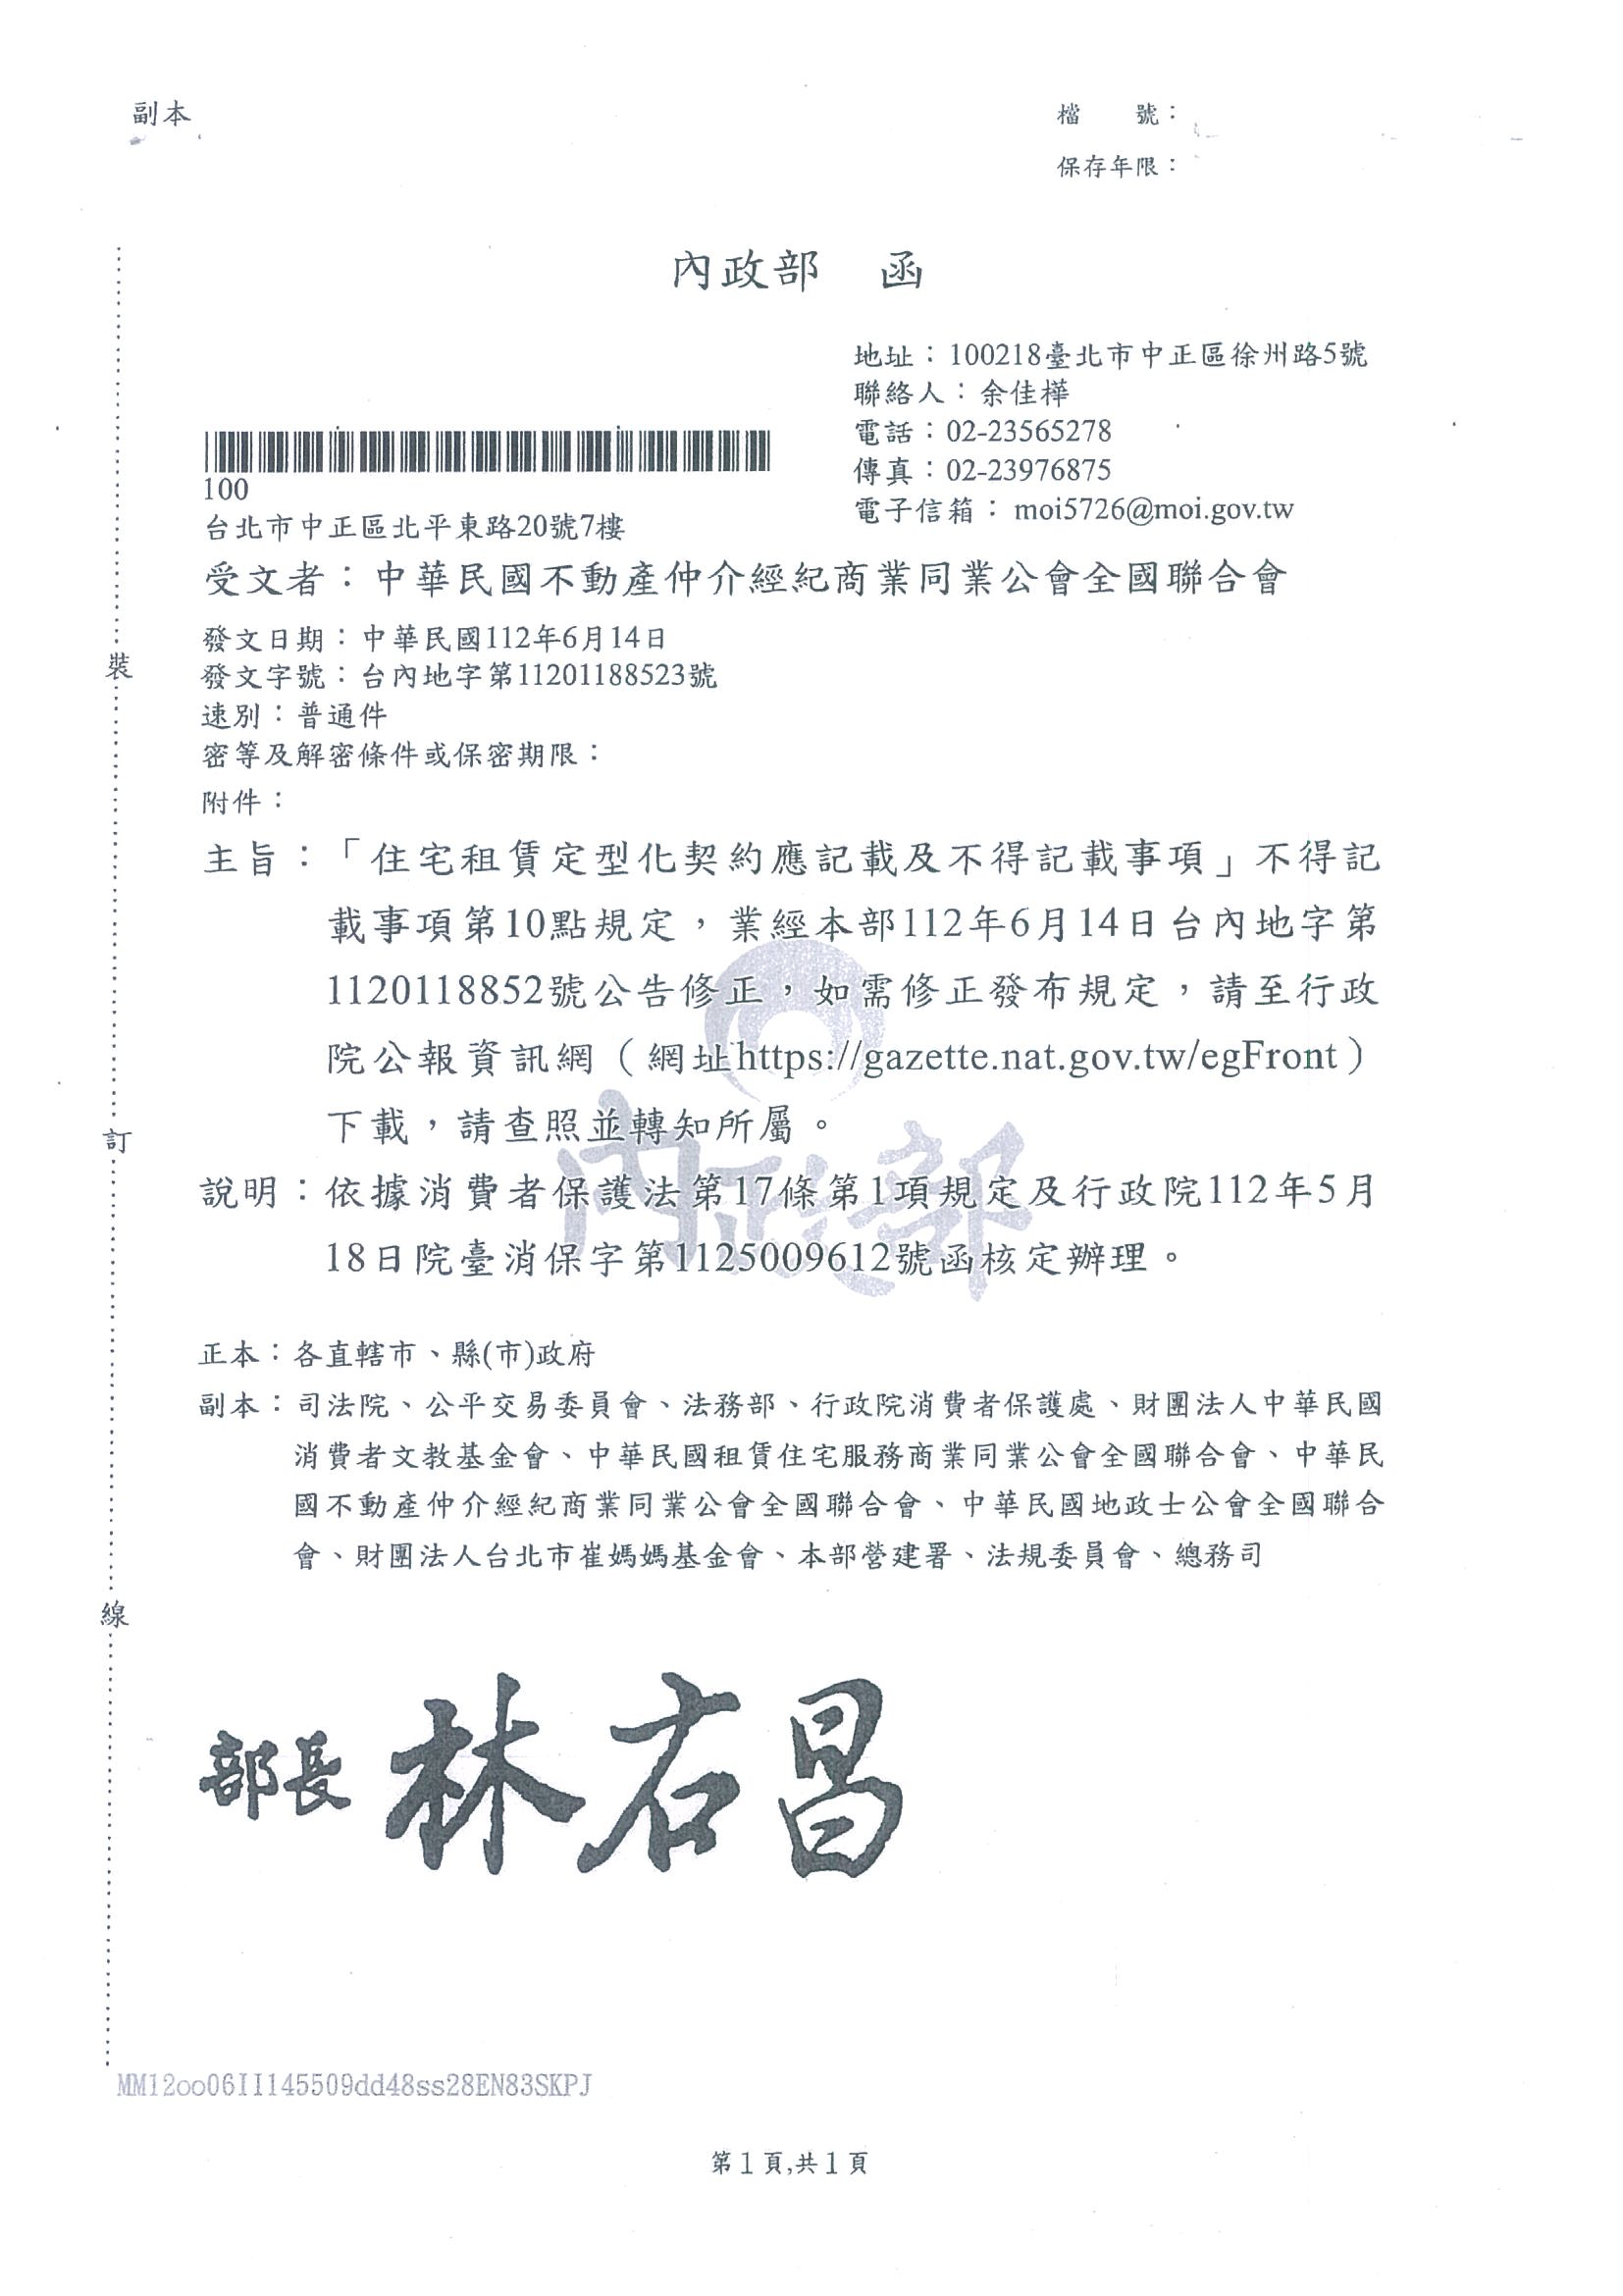 副本
檔　　號：
保存年限：
內政部　函
地址：100218臺北市中正區徐州路5號
聯絡人：余佳樺
電話：02-23565278
傳真：02-23976875
電子信箱：moi5726@moi.gov.tw
100
台北市中正區北平東路20號7樓
受文者：中華民國不動產仲介經紀商業同業公會全國聯合會
發文日期：中華民國112年6月14日
發文字號：台內地字第11201188523號
速別：普通件
密等及解密條件或保密期限：
附件：
主旨：「住宅租賃定型化契約應記載及不得記載事項」不得記
載事項第10點規定，業經本部112年6月14日台內地字第
1120118852號公告修正，如需修正發布規定，請至行政
院公報資訊網（網址https://gazette.nat.gov.tw/egFront）
下載，請查照並轉知所屬。
說明：依據消費者保護法第17條第1項規定及行政院112年5月
18日院臺消保字第1125009612號函核定辦理。
內政部
正本：各直轄市、縣(市)政府
副本：司法院、公平交易委員會、法務部、行政院消費者保護處、財團法人中華民國
消費者文教基金會、中華民國租賃住宅服務商業同業公會全國聯合會、中華民
國不動產仲介經紀商業同業公會全國聯合會、中華民國地政士公會全國聯合
會、財團法人台北市崔媽媽基金會、本部營建署、法規委員會、總務司
部長 林右昌
裝
訂
線
MM12oo06II145509dd48ss28EN83SKPJ
第1頁,共1頁